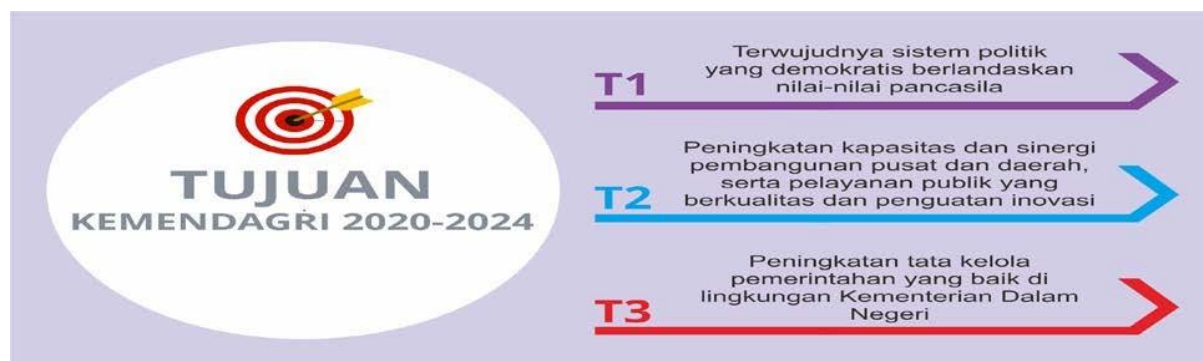 TUJUAN
KEMENDAGRI 2020-2024
T1
Terwujudnya sistem politik
yang demokratis berlandaskan
nilai-nilai pancasila
T2
Peningkatan kapasitas dan sinergi
pembangunan pusat dan daerah,
serta pelayanan publik yang
berkualitas dan penguatan inovasi
T3
Peningkatan tata kelola
pemerintahan yang baik di
lingkungan Kementerian Dalam
Negeri